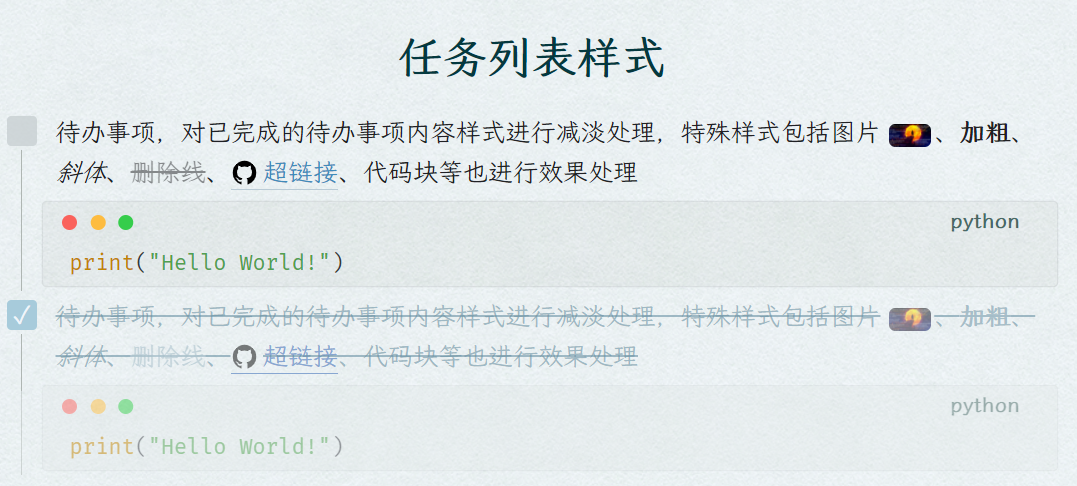 任务列表样式
待办事项，对已完成的待办事项内容样式进行减淡处理，特殊样式包括图片 、加粗、
斜体、删除线、 超链接、代码块等也进行效果处理
python
print("Hello World!")
待办事项，对已完成的待办事项内容样式进行减淡处理，特殊样式包括图片 、加粗、
斜体、删除线、 超链接、代码块等也进行效果处理
python
print("Hello World!")